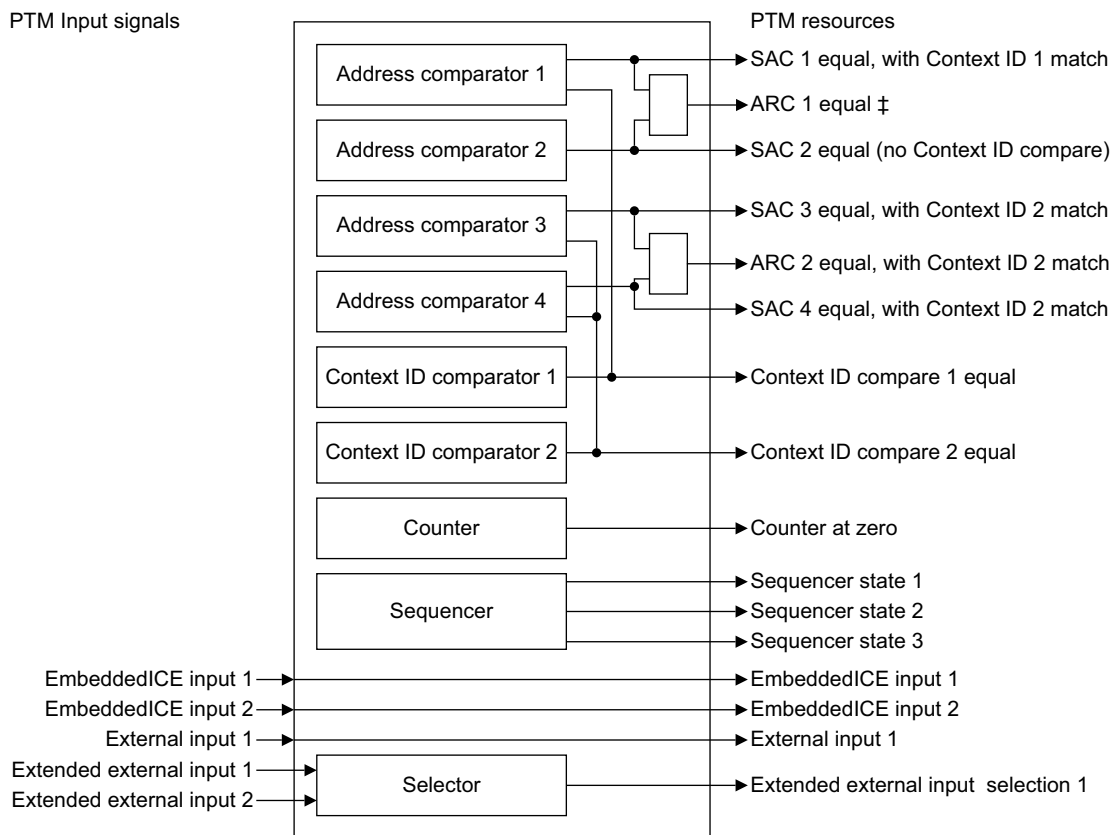 PTM Input signals
PTM resources
Address comparator 1
SAC 1 equal, with Context ID 1 match
ARC 1 equal ‡
Address comparator 2
SAC 2 equal (no Context ID compare)
Address comparator 3
SAC 3 equal, with Context ID 2 match
ARC 2 equal, with Context ID 2 match
Address comparator 4
SAC 4 equal, with Context ID 2 match
Context ID comparator 1
Context ID compare 1 equal
Context ID comparator 2
Context ID compare 2 equal
Counter
Counter at zero
Sequencer
Sequencer state 1
Sequencer state 2
Sequencer state 3
EmbeddedICE input 1
EmbeddedICE input 1
EmbeddedICE input 2
EmbeddedICE input 2
External input 1
External input 1
Extended external input 1
Extended external input 2
Selector
Extended external input selection 1